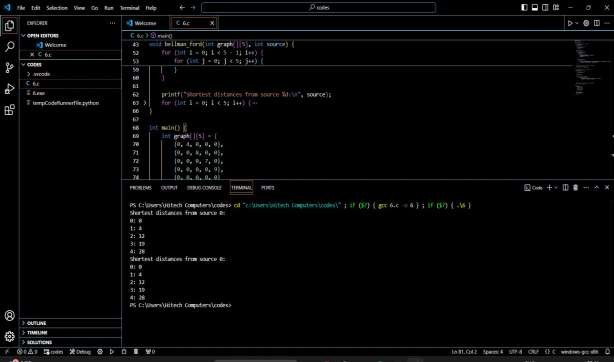 File Edit Selection View Go Run Terminal Help
codes
EXPLORER
OPEN EDITORS
Welcome
6.c
CODES
.vscode
6.c
6.exe
tempCodeRunnerFile.python
OUTLINE
TIMELINE
SOLUTIONS
Welcome
6.c
6.c > main()
43 void bellman_ford(int graph[][5], int source) {
52 for (int i = 0; i < 5 - 1; i++) {
53 for (int j = 0; j < 5; j++) {
59 }
60 }
61
62 printf("Shortest distances from source %d:\n", source);
63 for (int i = 0; i < 5; i++) {
66 }
67
68 int main() {
69 int graph[][5] = {
70 {0, 4, 0, 0, 0},
71 {0, 0, 8, 0, 0},
72 {0, 0, 0, 7, 0},
73 {0, 0, 0, 0, 9},
74 {0, 0, 0, 0, 0}
PROBLEMS OUTPUT DEBUG CONSOLE TERMINAL PORTS
Code
PS C:\Users\Hitech Computers\codes> cd "c:\Users\Hitech Computers\codes\" ; if ($?) { gcc 6.c -o 6 } ; if ($?) { .\6 }
Shortest distances from source 0:
0: 0
1: 4
2: 12
3: 19
4: 28
Shortest distances from source 0:
0: 0
1: 4
2: 12
3: 19
4: 28
PS C:\Users\Hitech Computers\codes>
0 0 codes Debug 0
Ln 81, Col 2 Spaces: 4 UTF-8 CRLF {} C windows-gcc-x86